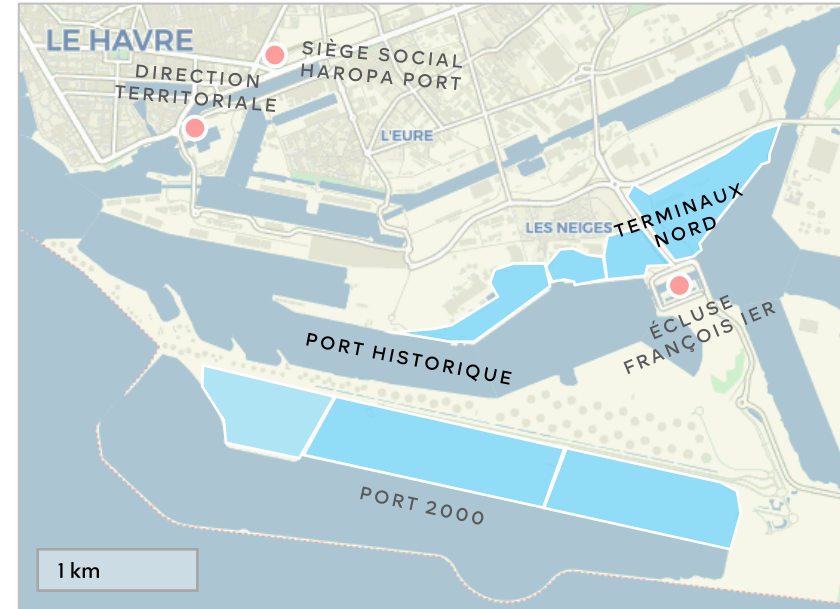 LE HAVRE
SIÈGE SOCIAL
HAROPA PORT
DIRECTION
TERRITORIALE
L'EURE
LES NEIGES
TERMINAUX
NORD
ÉCLUSE
FRANÇOIS IER
PORT HISTORIQUE
PORT 2000
1 km